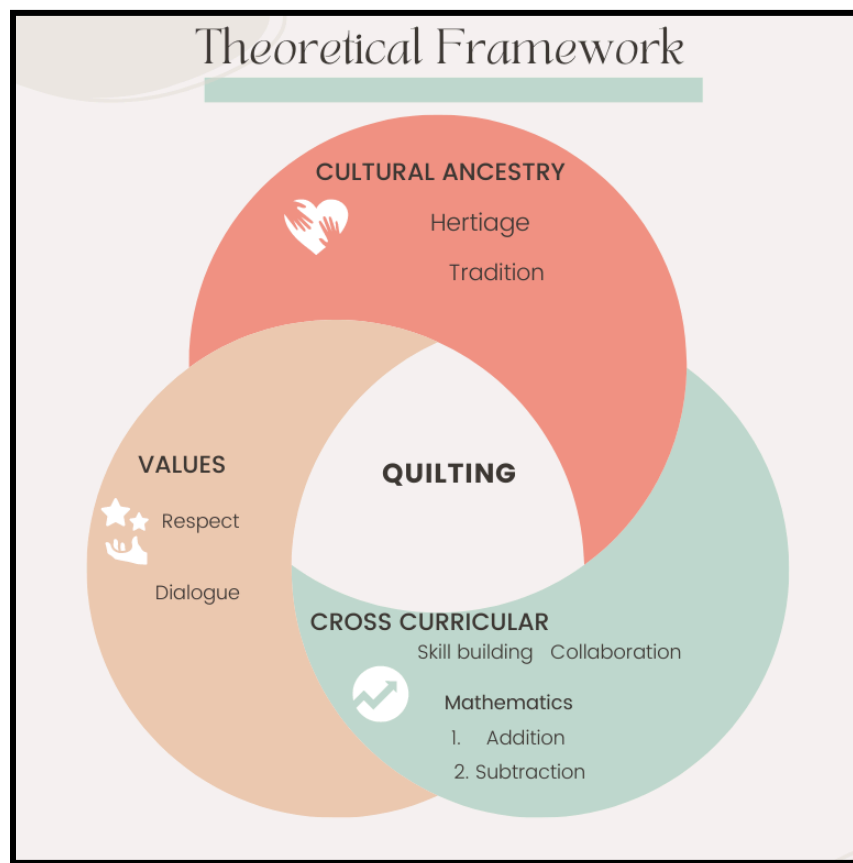 Theoretical Framework
CULTURAL ANCESTRY
Hertiage
Tradition
VALUES
Respect
Dialogue
QUILTING
CROSS CURRICULAR
Skill building Collaboration
Mathematics
1. Addition
2. Subtraction